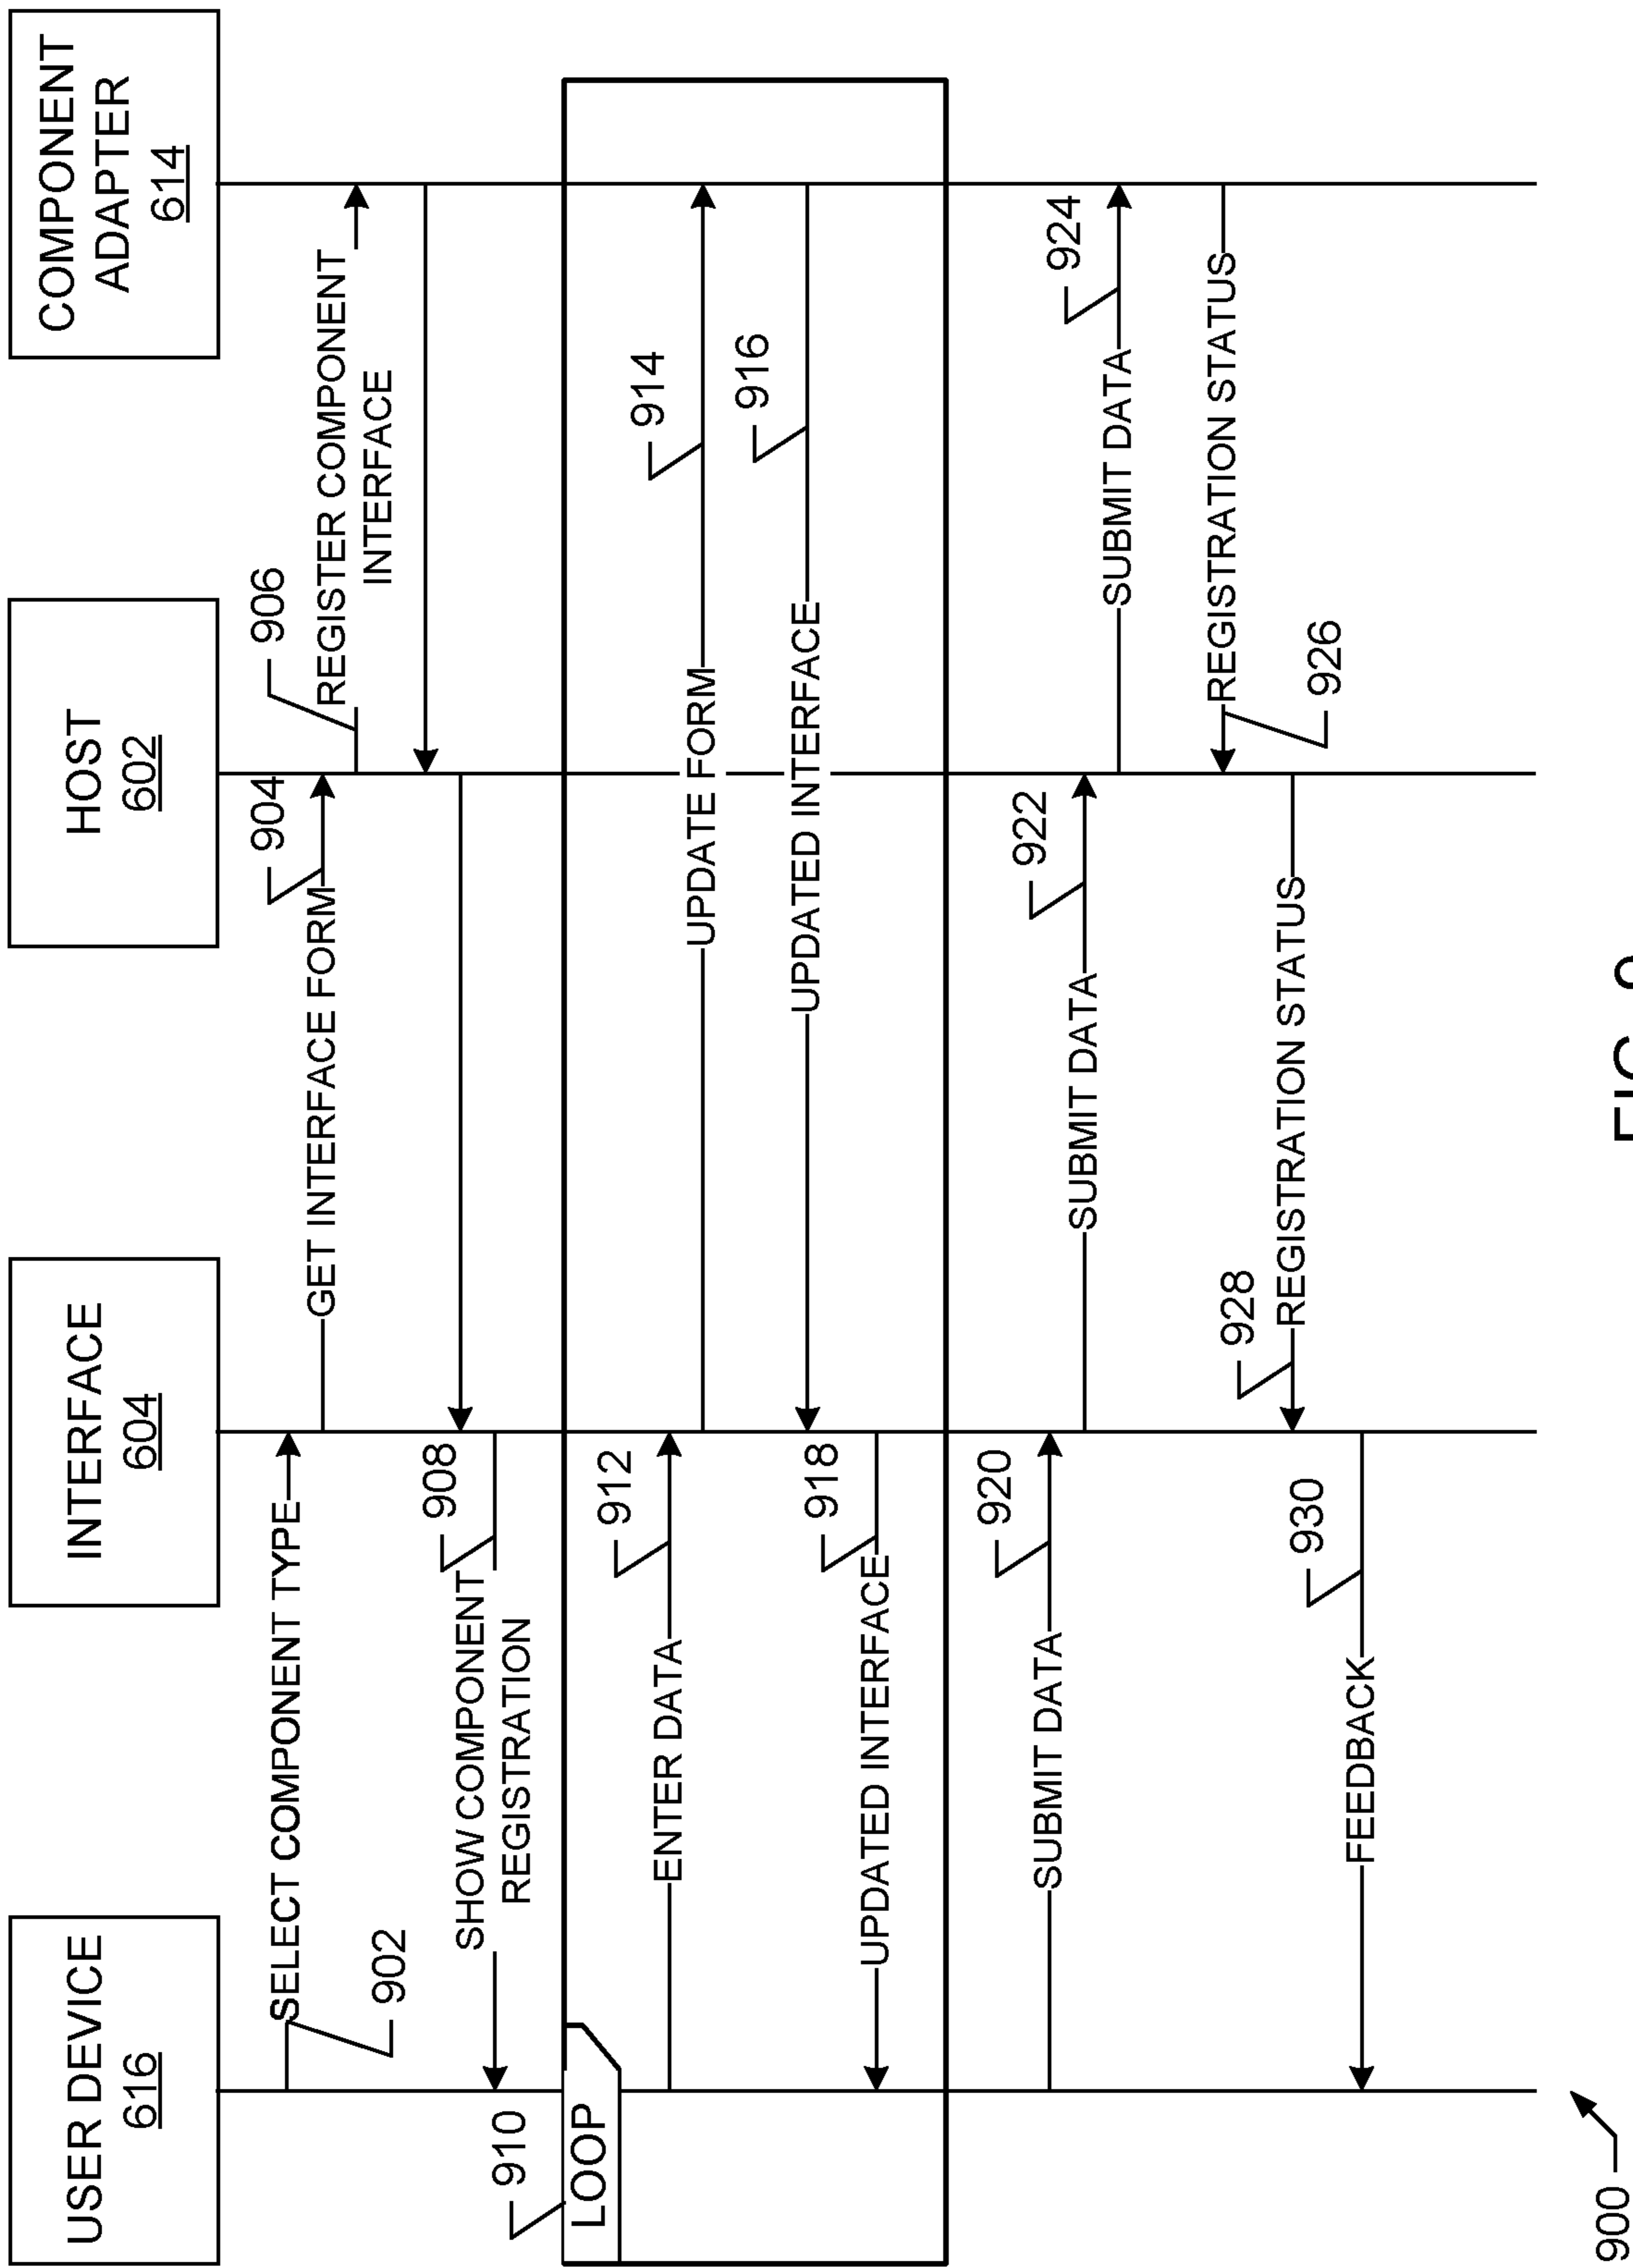 USER DEVICE
616
INTERFACE
604
HOST
602
COMPONENT
ADAPTER
614
SELECT COMPONENT TYPE
902
GET INTERFACE FORM
904
906
REGISTER COMPONENT
INTERFACE
908
SHOW COMPONENT
REGISTRATION
910
LOOP
912
ENTER DATA
UPDATE FORM
914
UPDATED INTERFACE
916
918
UPDATED INTERFACE
920
SUBMIT DATA
922
SUBMIT DATA
924
SUBMIT DATA
REGISTRATION STATUS
926
928
REGISTRATION STATUS
930
FEEDBACK
900